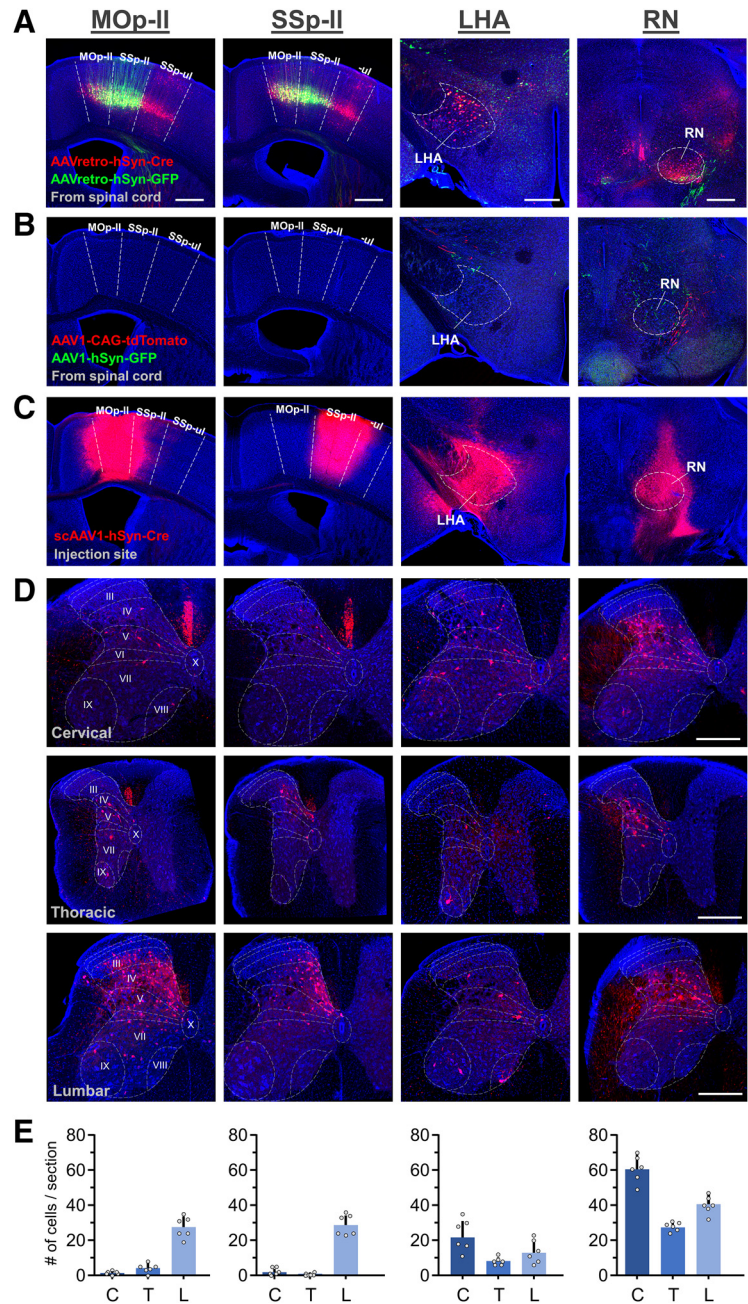 MOp-ll SSp-ll LHA RN
A
MOp-ll SSp-ll SSp-ul
AAVretro-hSyn-Cre
AAVretro-hSyn-GFP
From spinal cord
MOp-ll SSp-ll -ul
LHA
RN
B
MOp-ll SSp-ll SSp-ul
AAV1-CAG-tdTomato
AAV1-hSyn-GFP
From spinal cord
MOp-ll SSp-ll -ul
LHA
RN
C
MOp-ll SSp-ll SSp-ul
scAAV1-hSyn-Cre
Injection site
MOp-ll SSp-ll -ul
LHA
RN
D
III
IV
V
VI
X
VII
IX VIII
Cervical
III
IV
V
X
VII
IX
Thoracic
III
IV
V
X
VII
IX VIII
Lumbar
E
# of cells / section
80 80 80 80
60 60 60 60
40 40 40 40
20 20 20 20
0 0 0 0
C T L C T L C T L C T L